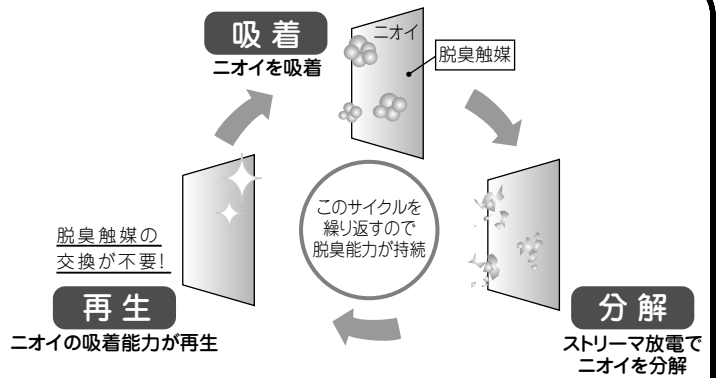 吸着
ニオイを吸着
ニオイ
脱臭触媒
このサイクルを
繰り返すので
脱臭能力が持続
分解
ストリーマ放電で
ニオイを分解
脱臭触媒の
交換が不要!
再生
ニオイの吸着能力が再生